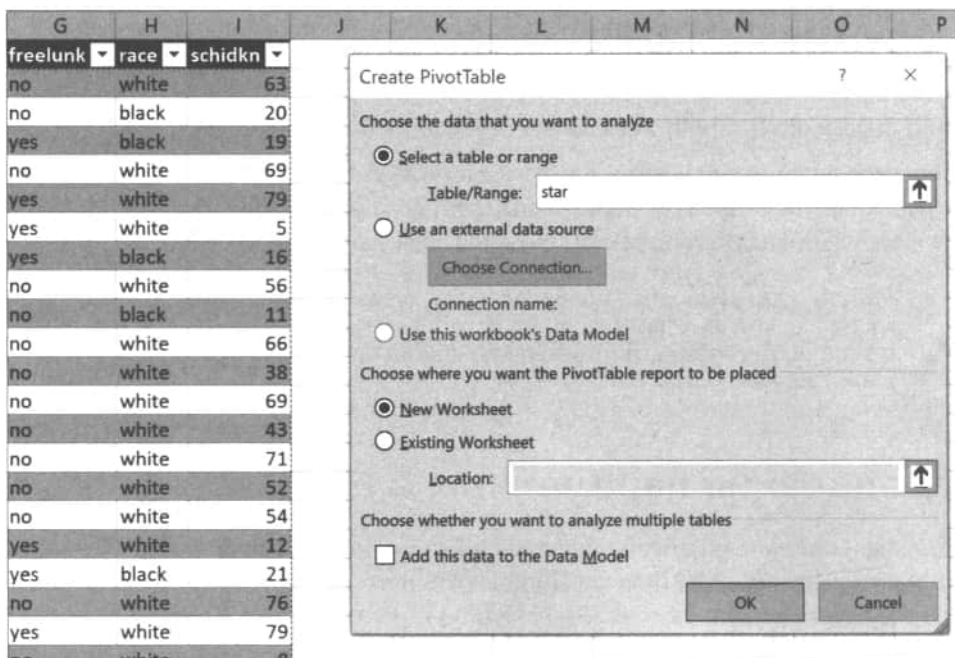 G H I J K L M N O P
freelunk race schidkn
no white 63
no black 20
yes black 19
no white 69
yes white 79
yes white 5
yes black 16
no white 56
no black 11
no white 66
no white 38
no white 69
no white 43
no white 71
no white 52
no white 54
yes white 12
yes black 21
no white 76
yes white 79
Create PivotTable ? ×
Choose the data that you want to analyze
Select a table or range
Table/Range: star
Use an external data source
Choose Connection...
Connection name:
Use this workbook's Data Model
Choose where you want the PivotTable report to be placed
New Worksheet
Existing Worksheet
Location:
Choose whether you want to analyze multiple tables
Add this data to the Data Model
OK Cancel